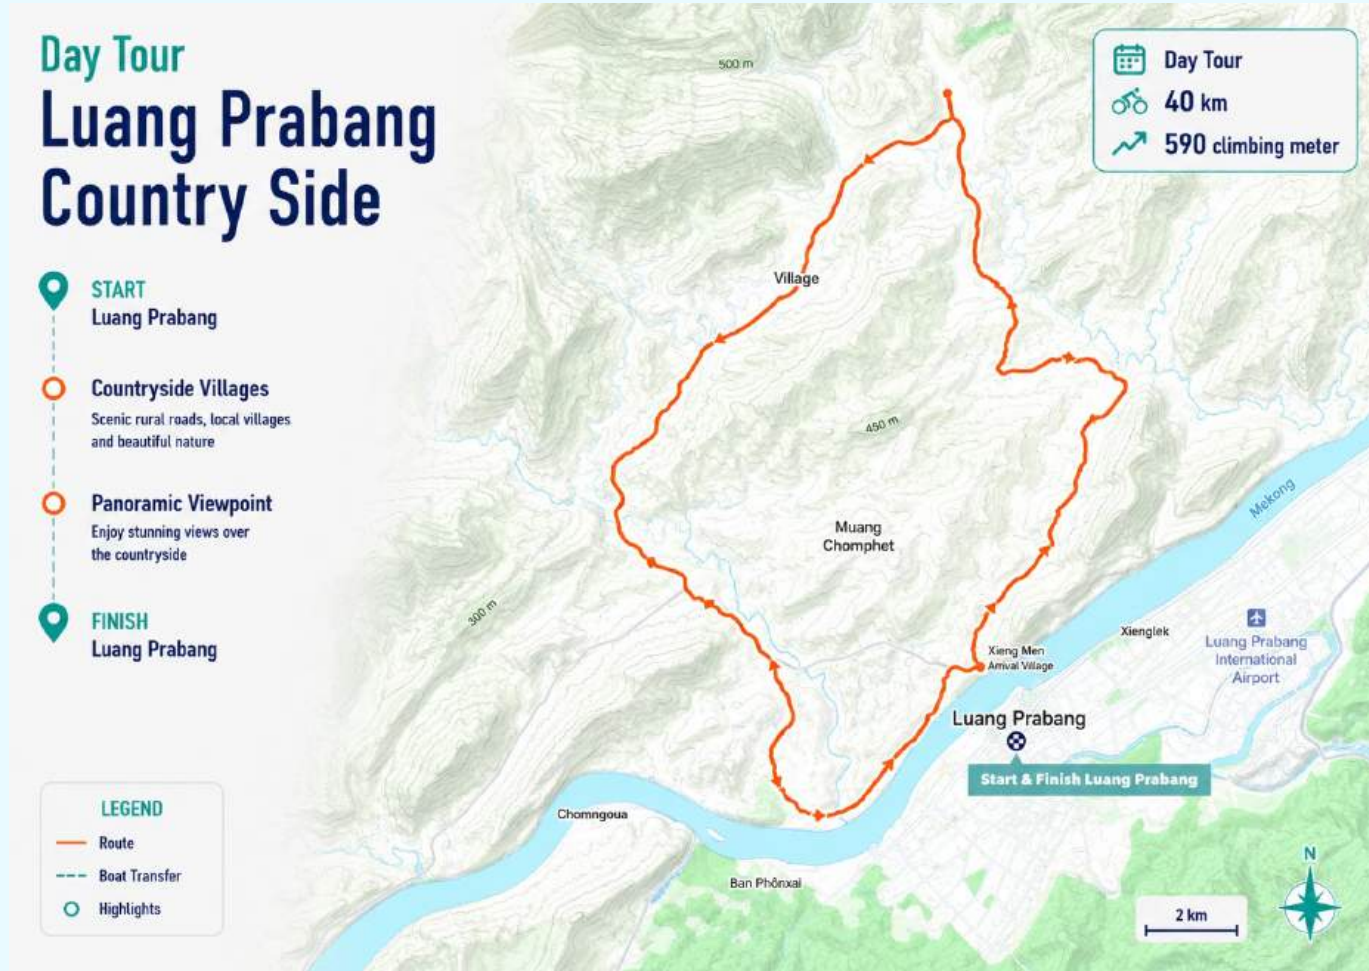 Day Tour
Luang Prabang
Country Side
START
Luang Prabang
Countryside Villages
Scenic rural roads, local villages
and beautiful nature
Panoramic Viewpoint
Enjoy stunning views over
the countryside
FINISH
Luang Prabang
LEGEND
Route
Boat Transfer
Highlights
Day Tour
40 km
590 climbing meter
500 m
Village
450 m
Muang
Chomphet
300 m
Mekong
Xieng Men
Arrival Village
Xienglek
Luang Prabang
International
Airport
Luang Prabang
Start & Finish Luang Prabang
Chomngoua
Ban Phônxai
N
2 km